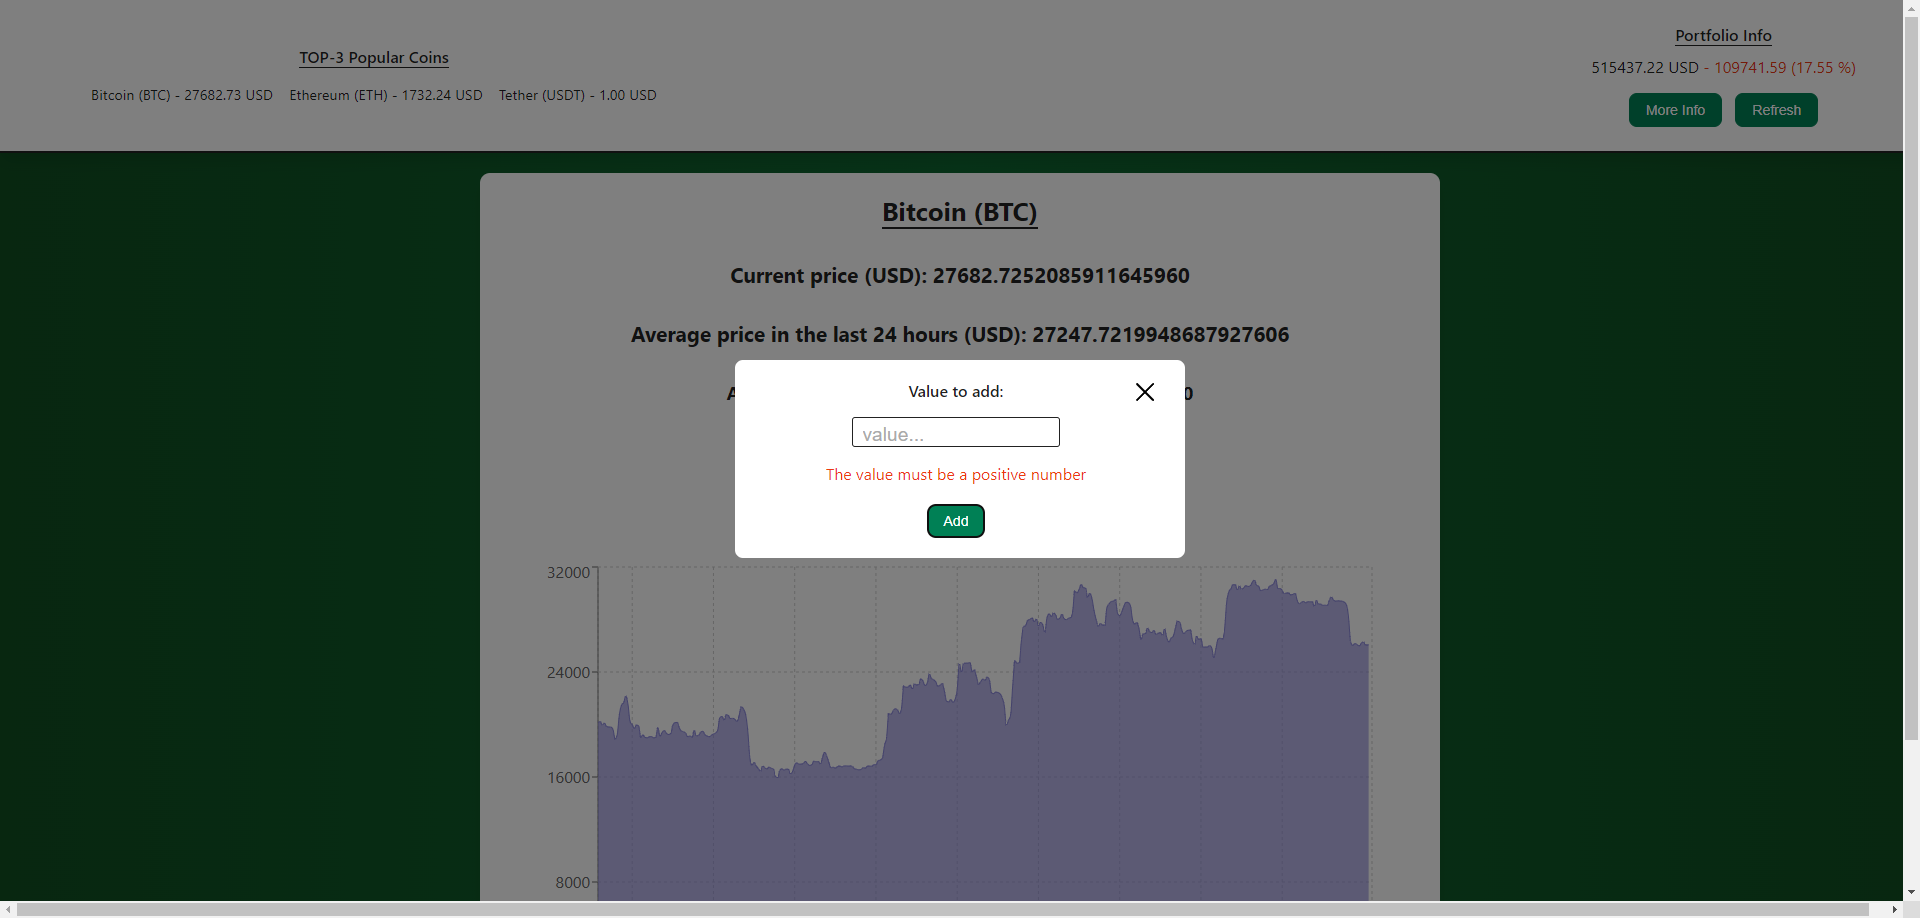 TOP-3 Popular Coins
Bitcoin (BTC) - 27682.73 USD Ethereum (ETH) - 1732.24 USD Tether (USDT) - 1.00 USD
Portfolio Info
515437.22 USD - 109741.59 (17.55 %)
More Info Refresh
Bitcoin (BTC)
Current price (USD): 27682.7252085911645960
Average price in the last 24 hours (USD): 27247.7219948687927606
Value to add:
value...
The value must be a positive number
Add
32000
24000
16000
8000